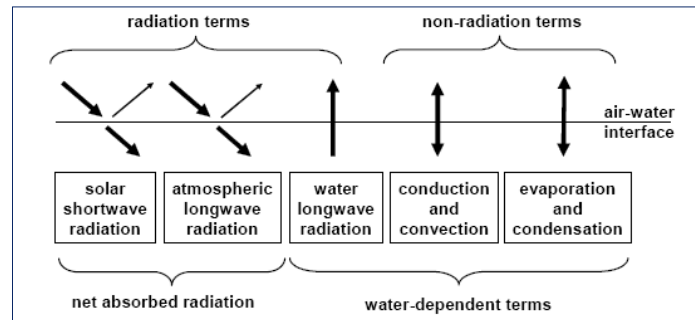 radiation terms
non-radiation terms
air-water
interface
solar
shortwave
radiation
atmospheric
longwave
radiation
water
longwave
radiation
conduction
and
convection
evaporation
and
condensation
net absorbed radiation
water-dependent terms